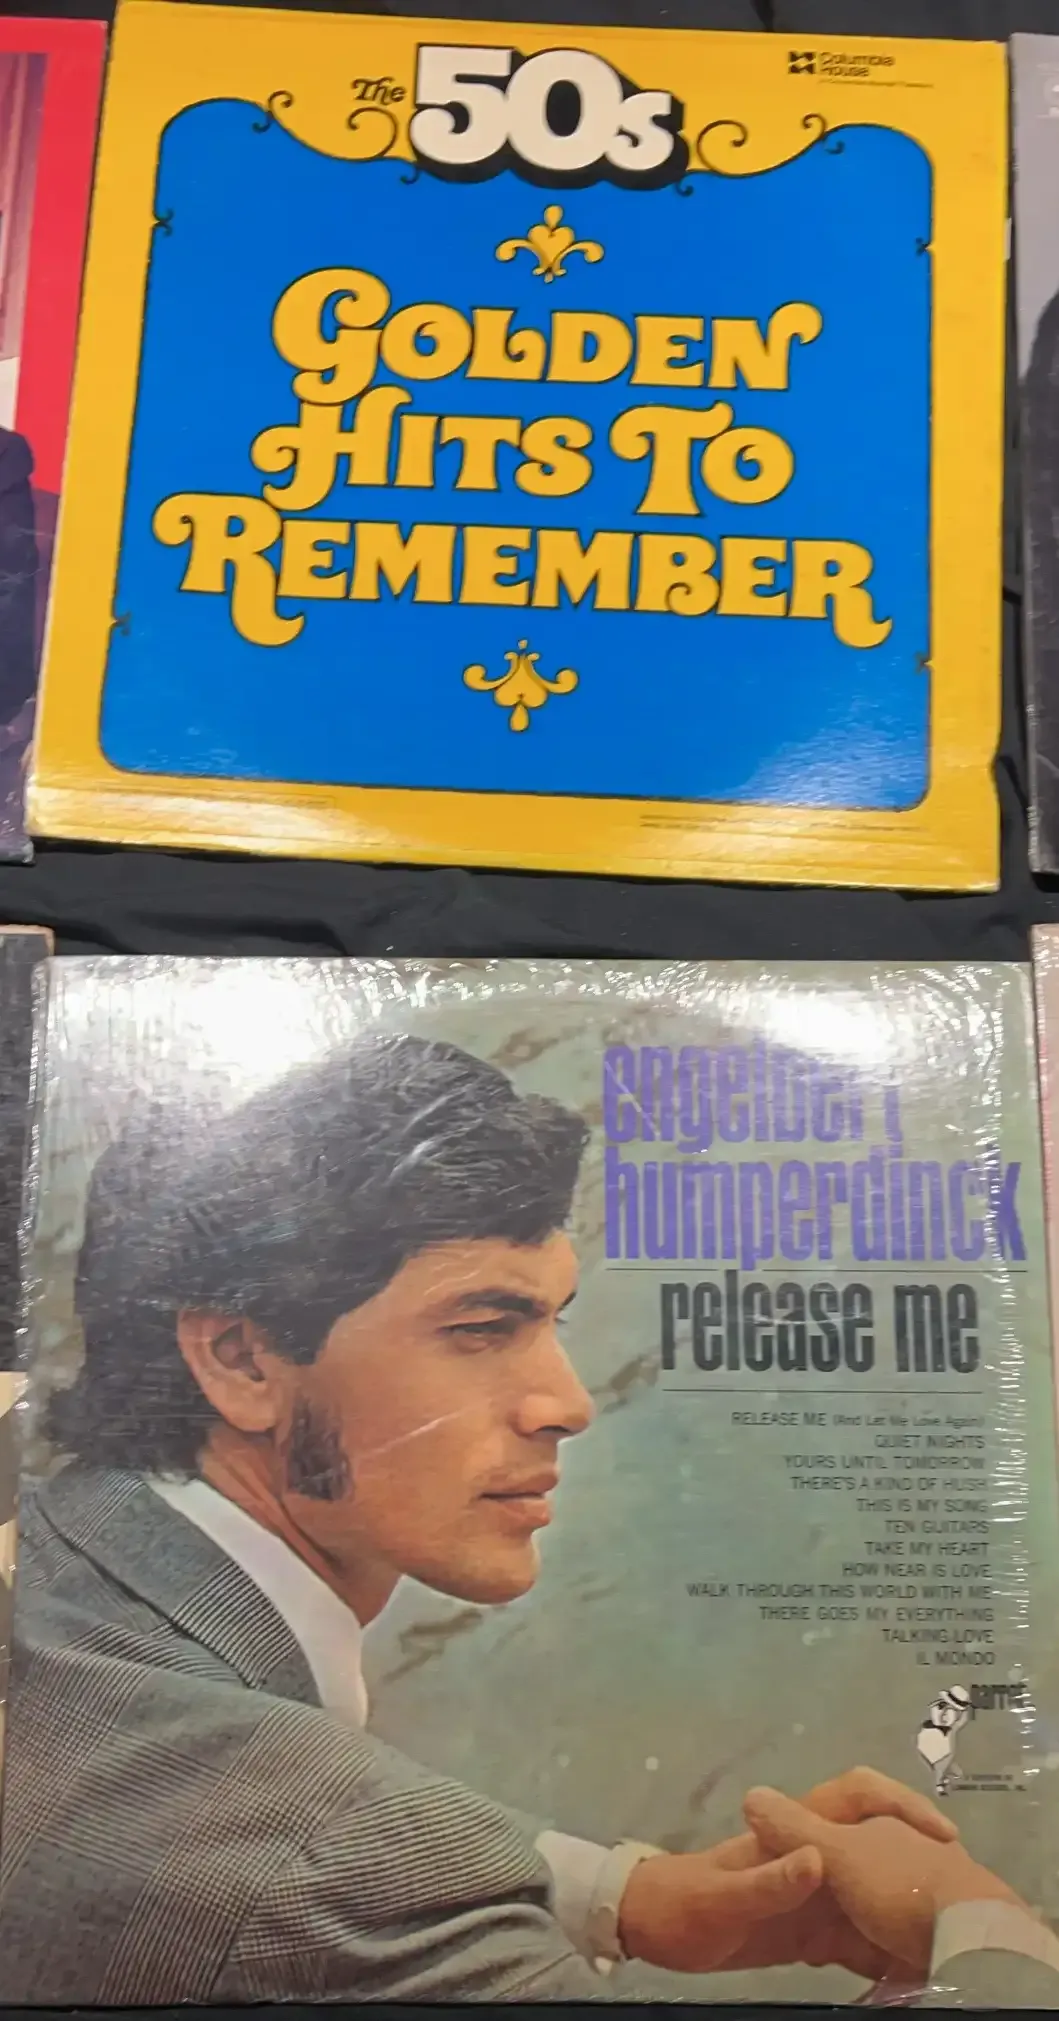 The 50s
Columbia
House
GOLDEN
HITS TO
REMEMBER
engelbert
humperdinck
release me
RELEASE ME (And Let Me Love Again)
QUIET NIGHTS
YOURS UNTIL TOMORROW
THERE'S A KIND OF HUSH
THIS IS MY SONG
TEN GUITARS
TAKE MY HEART
HOW NEAR IS LOVE
WALK THROUGH THIS WORLD WITH ME
THERE GOES MY EVERYTHING
TALKING LOVE
IL MONDO
parrot